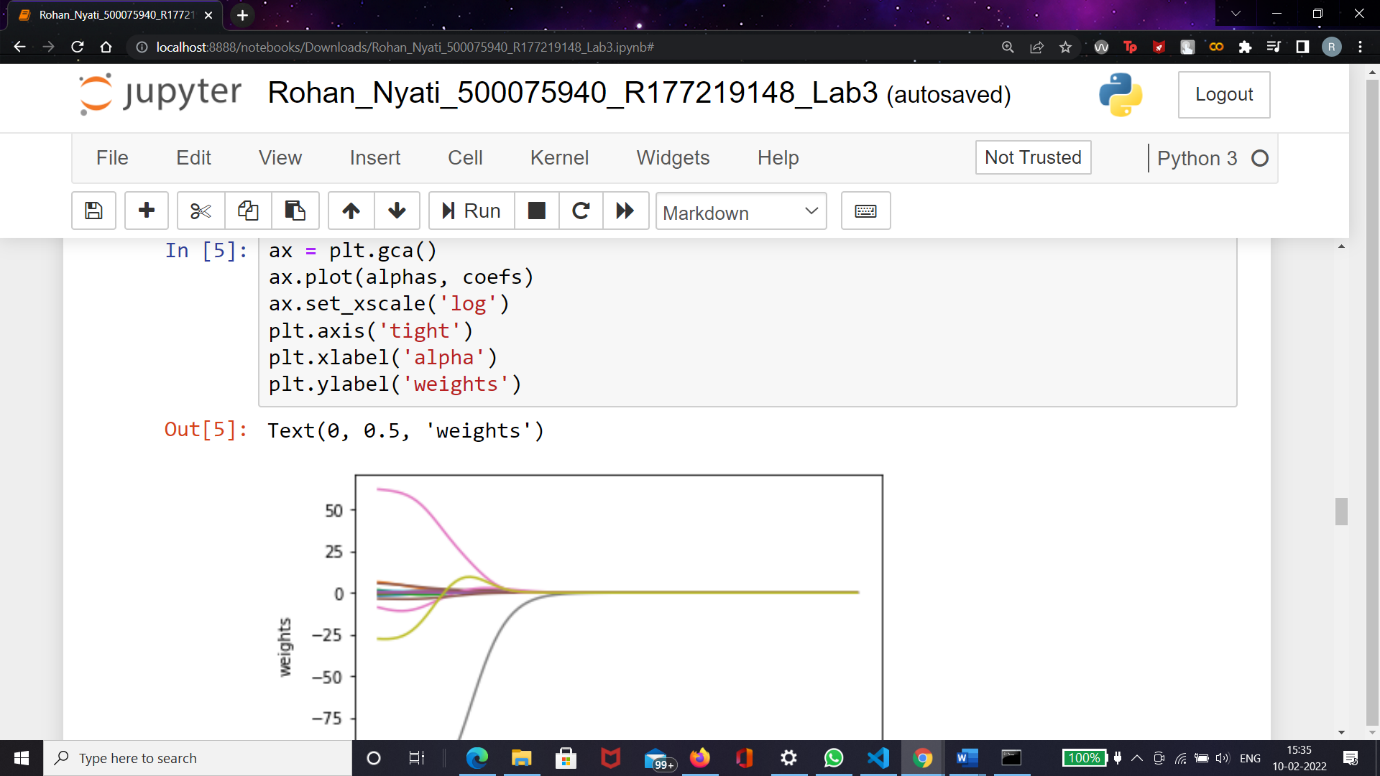 Rohan_Nyati_500075940_R17721
localhost:8888/notebooks/Downloads/Rohan_Nyati_500075940_R177219148_Lab3.ipynb#
Tp
R
jupyter Rohan_Nyati_500075940_R177219148_Lab3 (autosaved)
Logout
File Edit View Insert Cell Kernel Widgets Help
Not Trusted
Python 3
Run
Markdown
In [5]:
ax = plt.gca()
ax.plot(alphas, coefs)
ax.set_xscale('log')
plt.axis('tight')
plt.xlabel('alpha')
plt.ylabel('weights')
Out[5]: Text(0, 0.5, 'weights')
50
25
0
−25
−50
−75
weights
Type here to search
99+
100%
ENG
15:35
10-02-2022